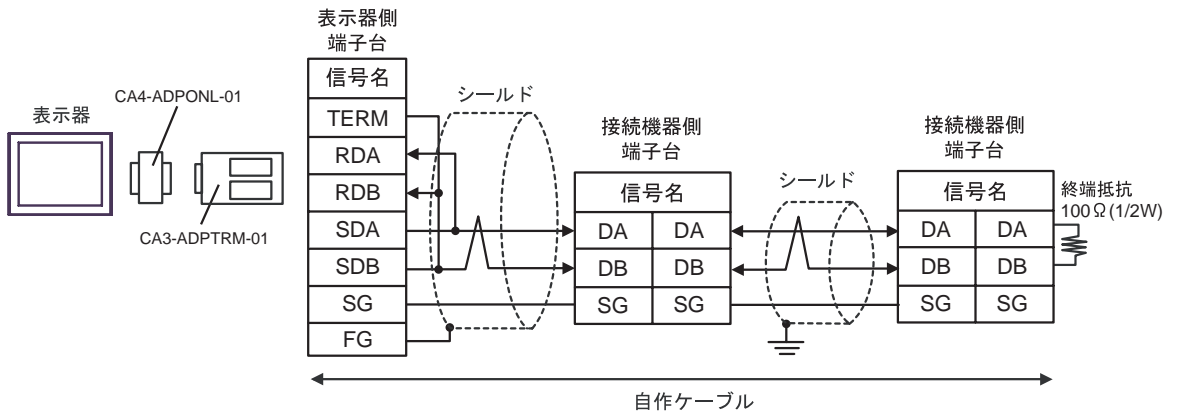 表示器
CA4-ADPONL-01
CA3-ADPTRM-01
表示器側
端子台
信号名
TERM
RDA
RDB
SDA
SDB
SG
FG
シールド
接続機器側
端子台
信号名
DA DA
DB DB
SG SG
シールド
接続機器側
端子台
信号名
DA DA
DB DB
SG SG
終端抵抗
100Ω(1/2W)
自作ケーブル